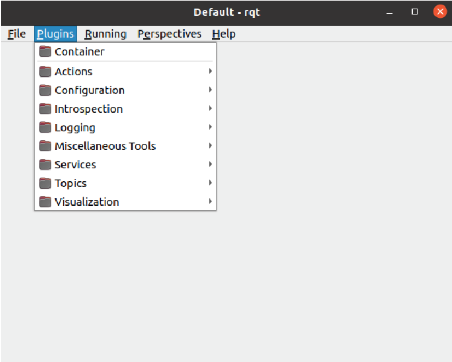 Default - rqt
File Plugins Running Perspectives Help
Container
Actions
Configuration
Introspection
Logging
Miscellaneous Tools
Services
Topics
Visualization